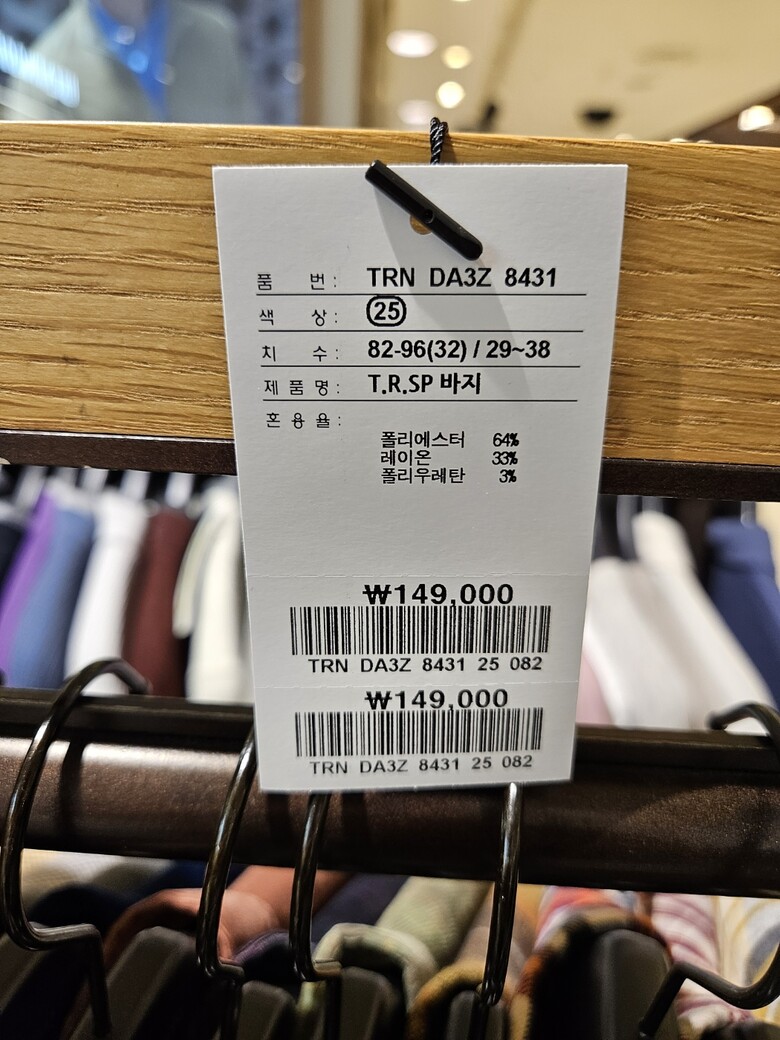 품 번 : TRN DA3Z 8431
색 상 : 25
치 수 : 82-96(32) / 29~38
제 품 명 : T.R.SP 바지
혼 용 율 :
폴리에스터 64%
레이온 33%
폴리우레탄 3%
₩149,000
TRN DA3Z 8431 25 082
₩149,000
TRN DA3Z 8431 25 082